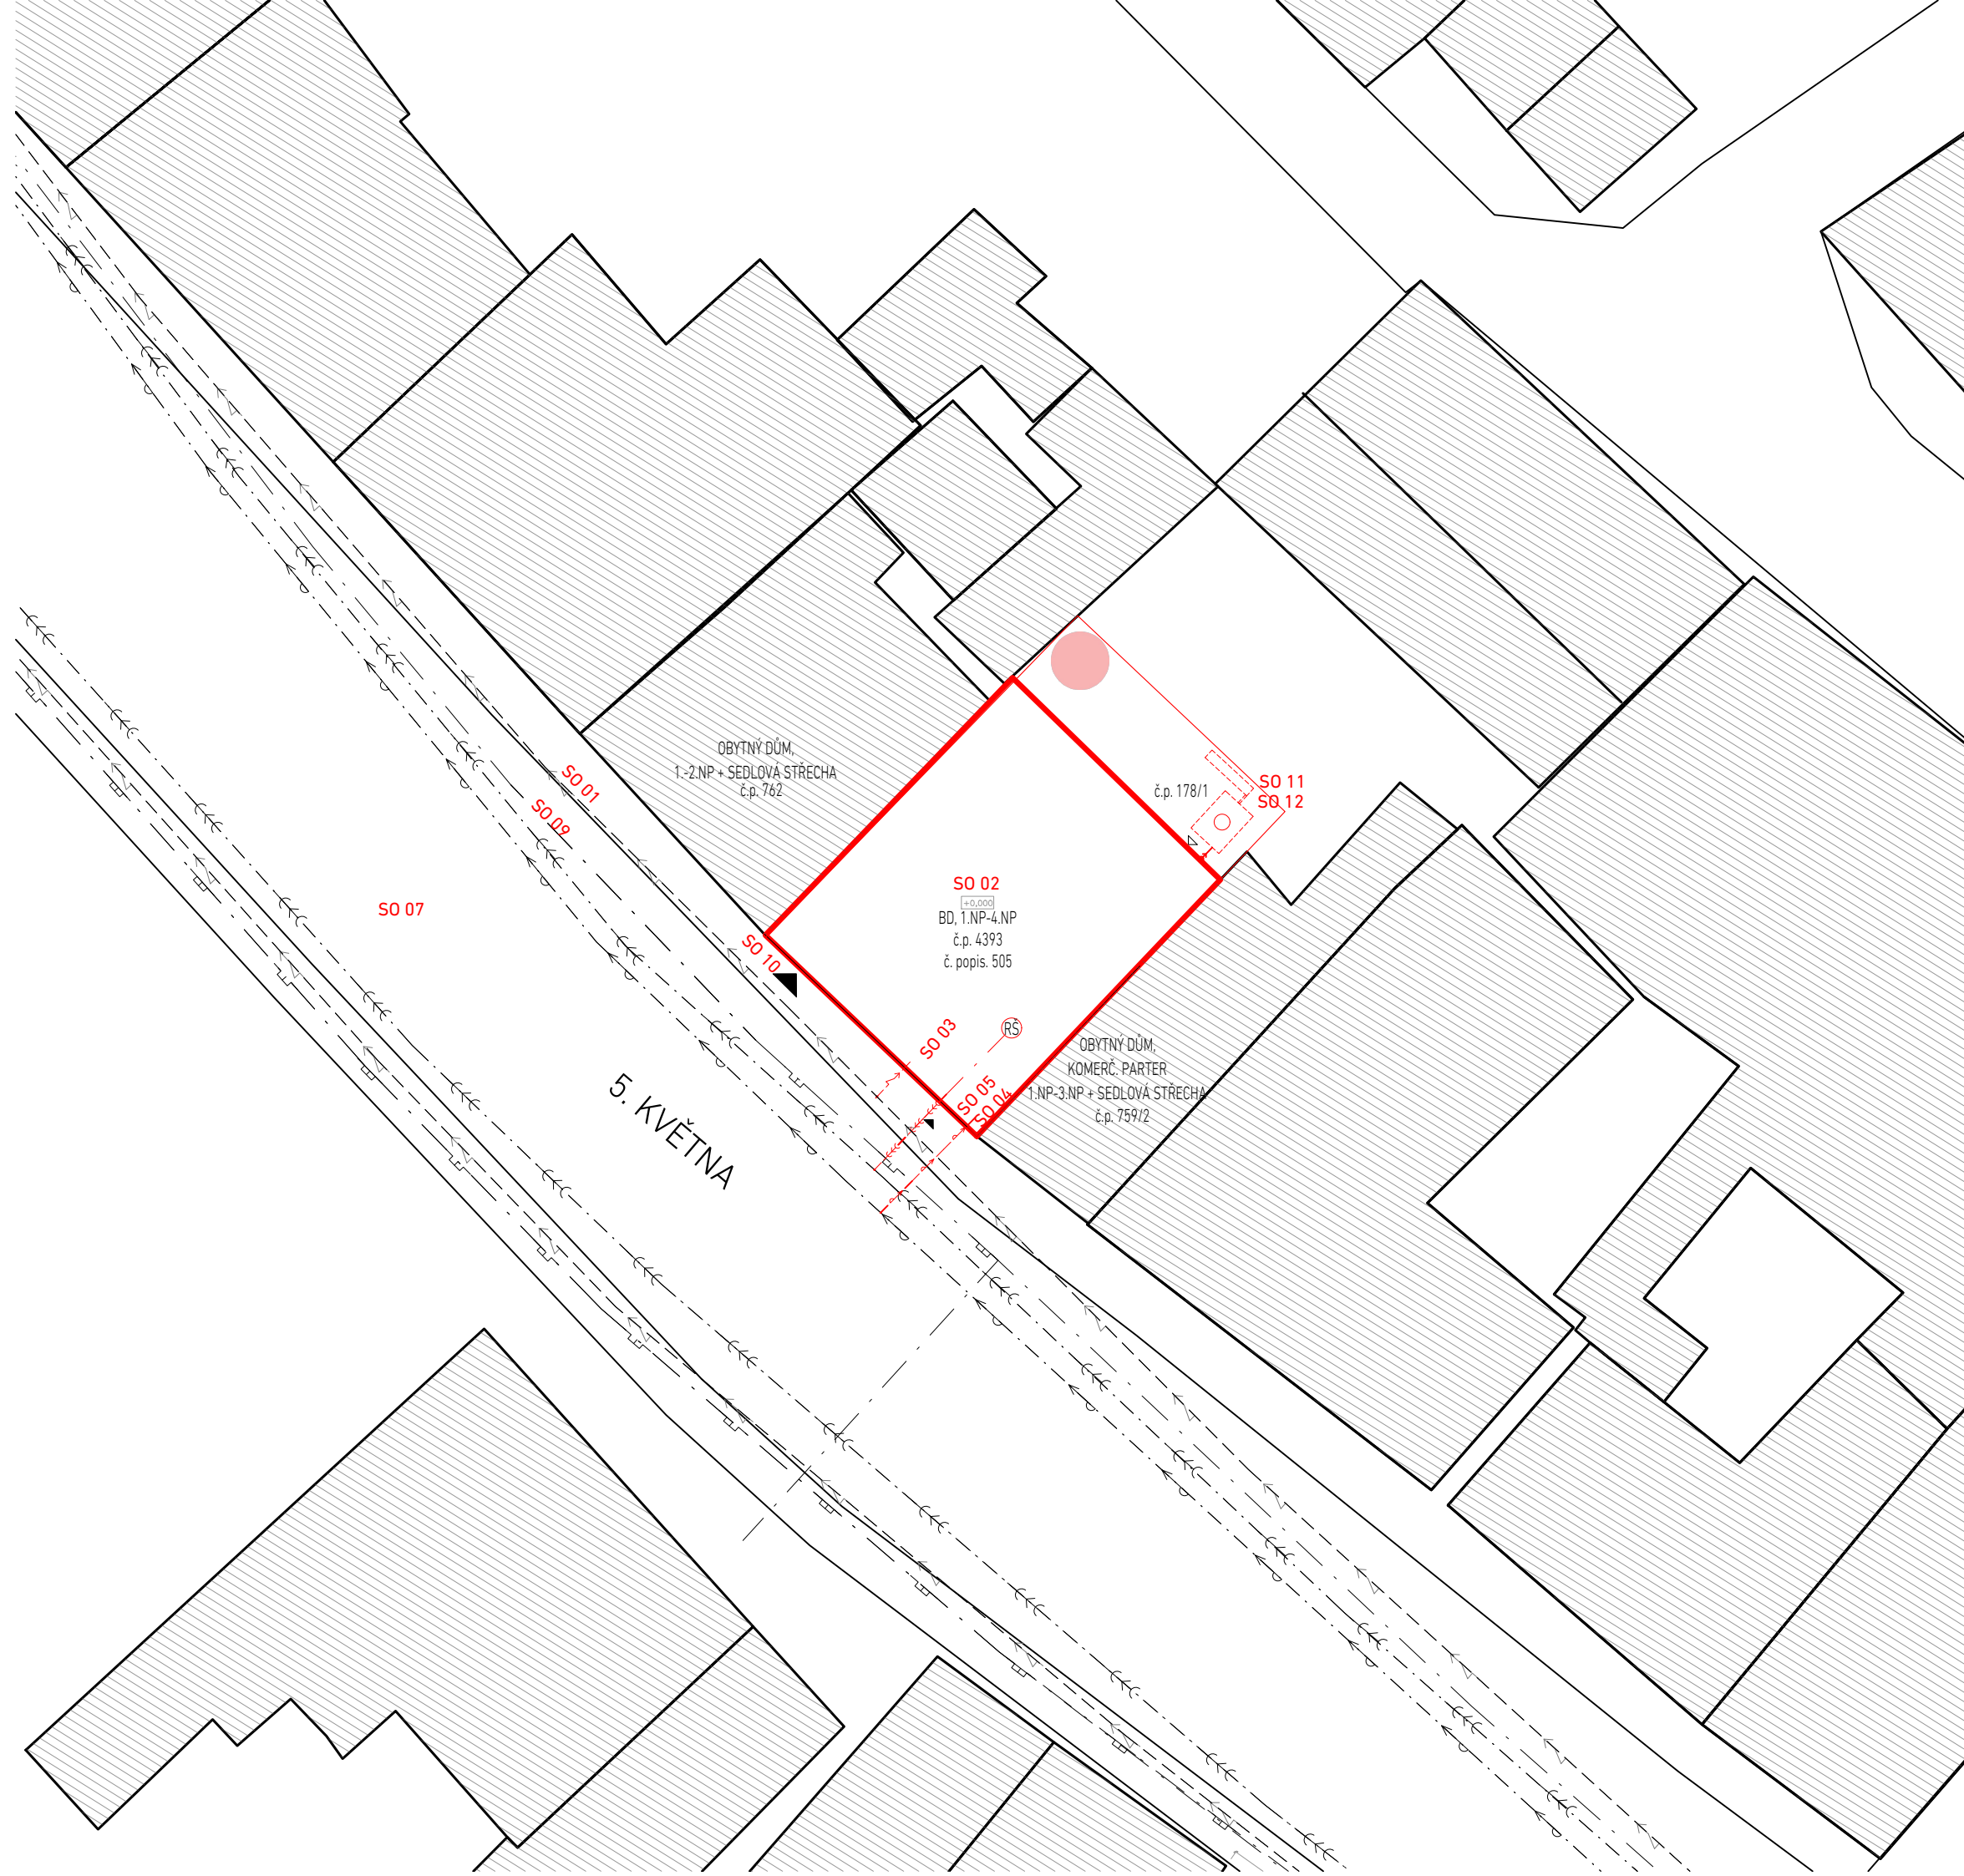 OBYTNÝ DŮM,
1.-2.NP + SEDLOVÁ STŘECHA
č.p. 762
SO 01
SO 09
SO 07
č.p. 178/1
SO 11
SO 12
SO 02
+0,000
BD, 1.NP-4.NP
č.p. 4393
č. popis. 505
SO 10
SO 03
RŠ
SO 05
SO 04
OBYTNÝ DŮM,
KOMERČ. PARTER
1.NP-3.NP + SEDLOVÁ STŘECHA
č.p. 759/2
5. KVĚTNA